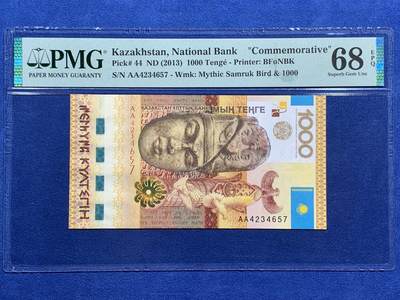 PMG
PAPER MONEY GUARANTY
Kazakhstan, National Bank "Commemorative"
Pick# 44 ND (2013) 1000 Tengé - Printer: BFoNBK
S/N AA4234657 - Wmk: Mythic Samruk Bird & 1000
68
EPQ
Superb Gem Unc
МЫҢ ТЕҢГЕ
1000
AA4234657
AA4234657